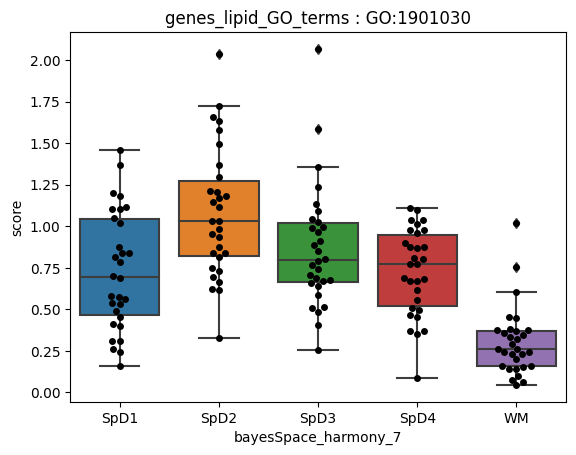 genes_lipid_GO_terms : GO:1901030
2.00
1.75
1.50
1.25
1.00
0.75
0.50
0.25
0.00
score
SpD1 SpD2 SpD3 SpD4 WM
bayesSpace_harmony_7